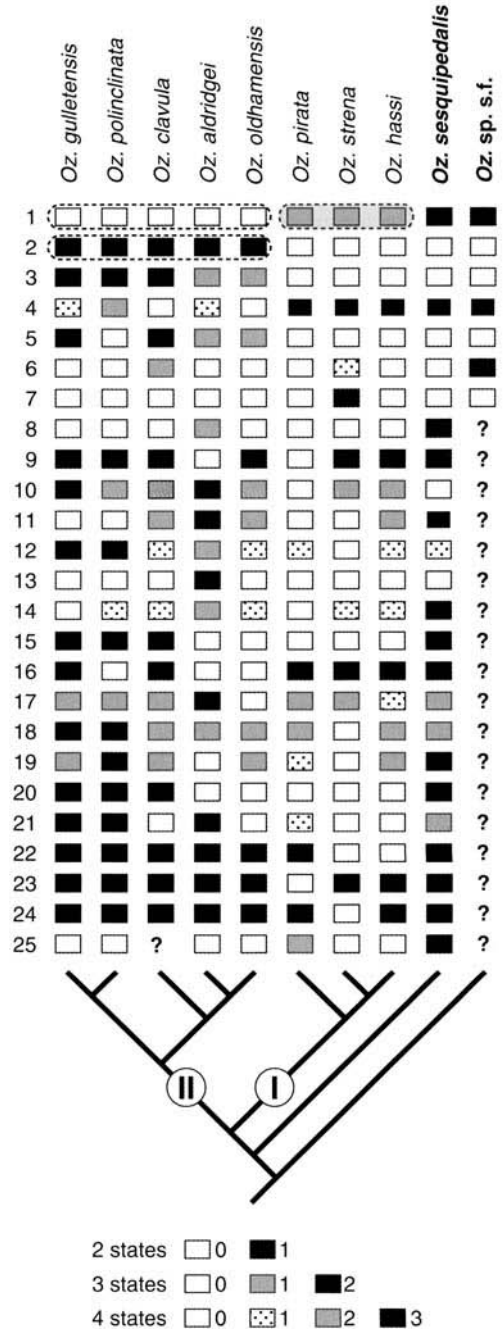 Oz. gulletensis
Oz. polinclinata
Oz. clavula
Oz. aldridgei
Oz. oldhamensis
Oz. pirata
Oz. strena
Oz. hassi
Oz. sesquipedalis
Oz. sp. s.f.
1
2
3
4
5
6
7
8 ?
9 ?
10 ?
11 ?
12 ?
13 ?
14 ?
15 ?
16 ?
17 ?
18 ?
19 ?
20 ?
21 ?
22 ?
23 ?
24 ?
25 ? ?
II I
2 states 0 1
3 states 0 1 2
4 states 0 1 2 3